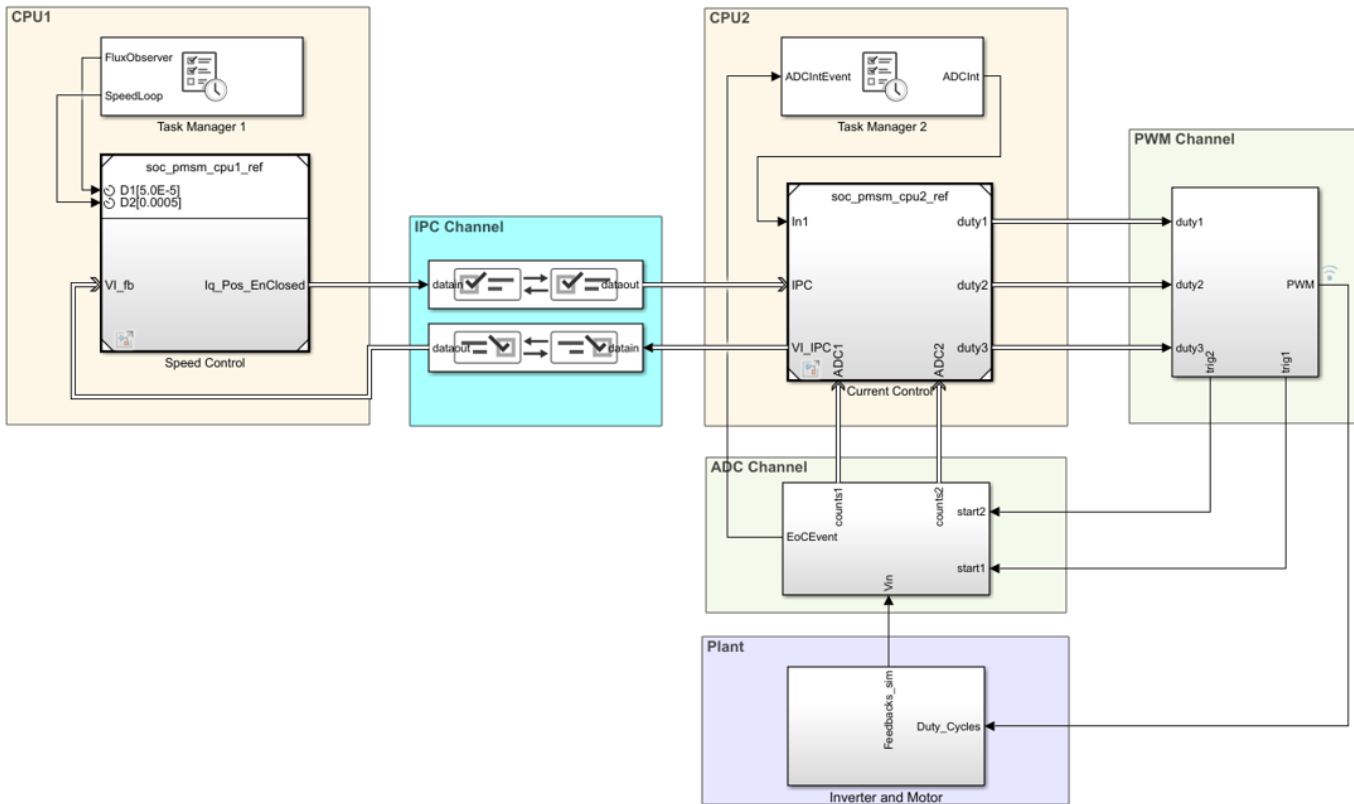 CPU1
FluxObserver
SpeedLoop
Task Manager 1
soc_pmsm_cpu1_ref
D1[5.0E-5]
D2[0.0005]
VI_fb
Iq_Pos_EnClosed
Speed Control
IPC Channel
datain
dataout
dataout
datain
CPU2
ADCIntEvent
ADCInt
Task Manager 2
soc_pmsm_cpu2_ref
In1
duty1
IPC
duty2
VI_IPC
ADC1
ADC2
duty3
Current Control
PWM Channel
duty1
duty2
PWM
duty3
trig2
trig1
ADC Channel
counts1
counts2
start2
EoCEvent
start1
Vin
Plant
Feedbacks_sim
Duty_Cycles
Inverter and Motor